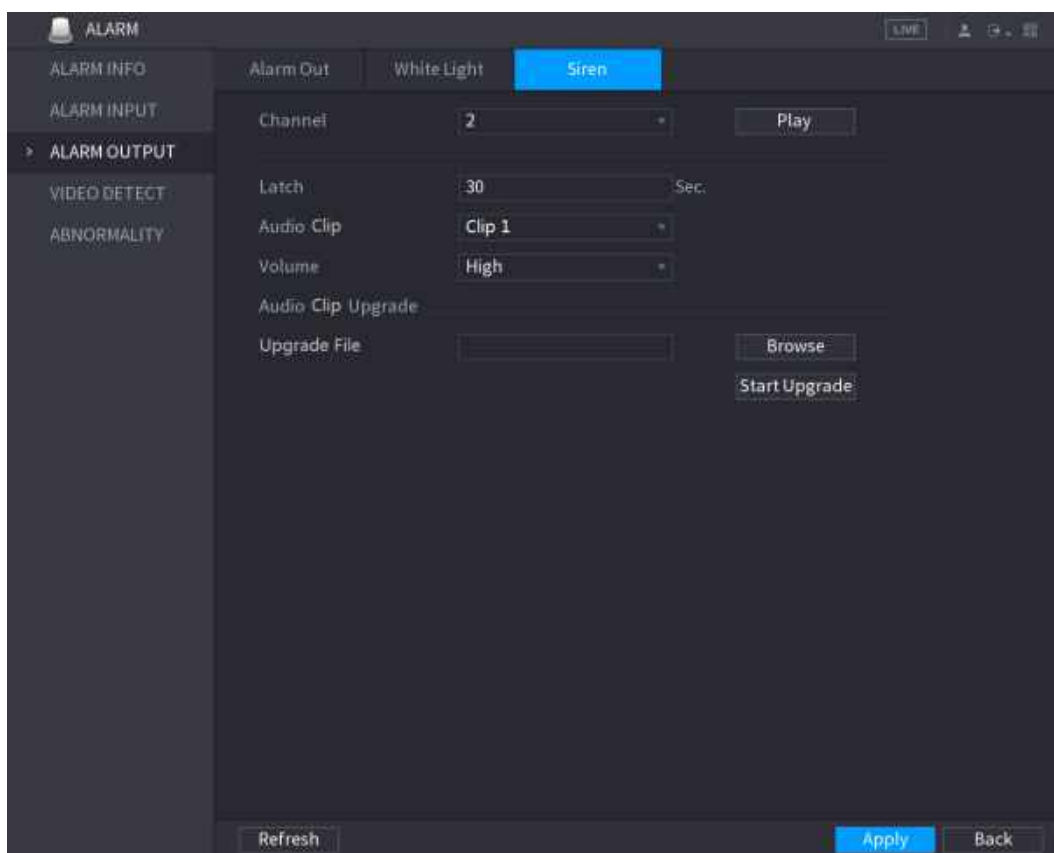 ALARM
LIVE
ALARM INFO
ALARM INPUT
> ALARM OUTPUT
VIDEO DETECT
ABNORMALITY
Alarm Out White Light Siren
Channel 2 Play
Latch 30 Sec.
Audio Clip Clip 1
Volume High
Audio Clip Upgrade
Upgrade File Browse
Start Upgrade
Refresh Apply Back